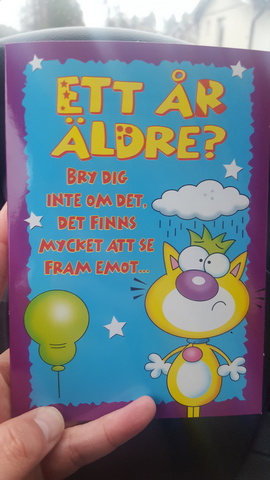 ETT ÅR
ÄLDRE?
BRY DIG
INTE OM DET,
DET FINNS
MYCKET ATT SE
FRAM EMOT...